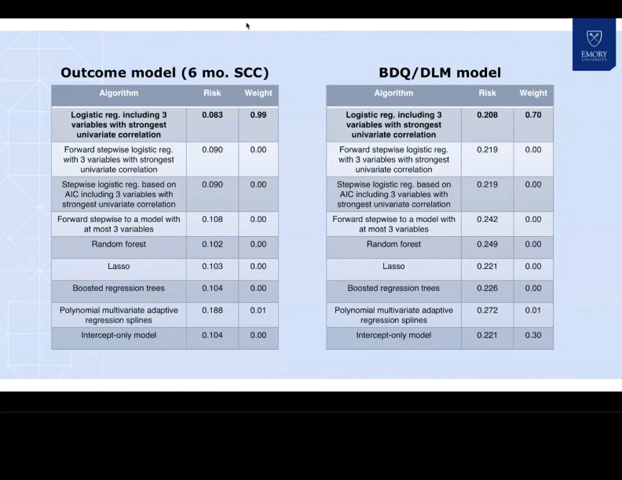 EMORY
UNIVERSITY
Outcome model (6 mo. SCC)
Algorithm Risk Weight
Logistic reg. including 3 0.083 0.99
variables with strongest
univariate correlation
Forward stepwise logistic reg. 0.090 0.00
with 3 variables with strongest
univariate correlation
Stepwise logistic reg. based on 0.090 0.00
AIC including 3 variables with
strongest univariate correlation
Forward stepwise to a model with 0.108 0.00
at most 3 variables
Random forest 0.102 0.00
Lasso 0.103 0.00
Boosted regression trees 0.104 0.00
Polynomial multivariate adaptive 0.188 0.01
regression splines
Intercept-only model 0.104 0.00
BDQ/DLM model
Algorithm Risk Weight
Logistic reg. including 3 0.208 0.70
variables with strongest
univariate correlation
Forward stepwise logistic reg. 0.219 0.00
with 3 variables with strongest
univariate correlation
Stepwise logistic reg. based on 0.219 0.00
AIC including 3 variables with
strongest univariate correlation
Forward stepwise to a model with 0.242 0.00
at most 3 variables
Random forest 0.249 0.00
Lasso 0.221 0.00
Boosted regression trees 0.226 0.00
Polynomial multivariate adaptive 0.272 0.01
regression splines
Intercept-only model 0.221 0.30